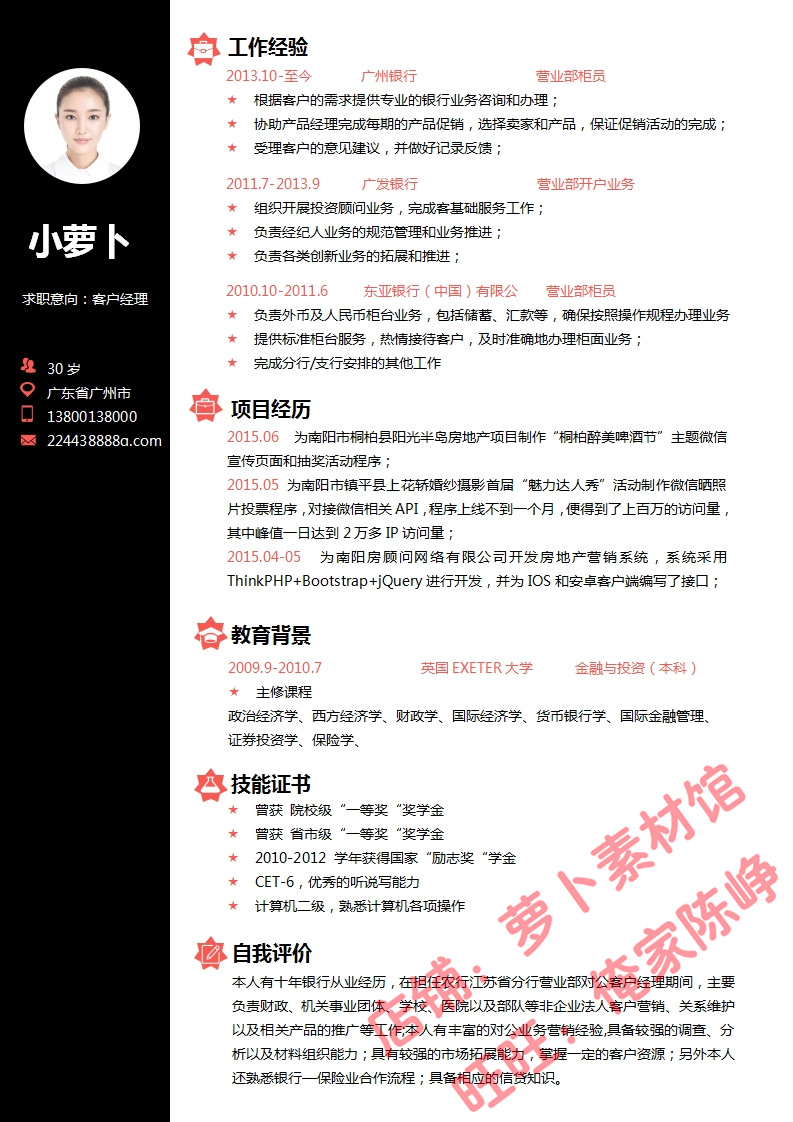 小萝卜
求职意向：客户经理
30 岁
广东省广州市
13800138000
224438888q.com
工作经验
2013.10-至今 广州银行 营业部柜员
★ 根据客户的需求提供专业的银行业务咨询和办理；
★ 协助产品经理完成每期的产品促销，选择卖家和产品，保证促销活动的完成；
★ 受理客户的意见建议，并做好记录反馈；
2011.7-2013.9 广发银行 营业部开户业务
★ 组织开展投资顾问业务，完成客基础服务工作；
★ 负责经纪人业务的规范管理和业务推进；
★ 负责各类创新业务的拓展和推进；
2010.10-2011.6 东亚银行（中国）有限公 营业部柜员
★ 负责外币及人民币柜台业务，包括储蓄、汇款等，确保按照操作规程办理业务
★ 提供标准柜台服务，热情接待客户，及时准确地办理柜面业务；
★ 完成分行/支行安排的其他工作
项目经历
2015.06 为南阳市桐柏县阳光半岛房地产项目制作“桐柏醉美啤酒节”主题微信
宣传页面和抽奖活动程序；
2015.05 为南阳市镇平县上花轿婚纱摄影首届“魅力达人秀”活动制作微信晒照
片投票程序，对接微信相关 API，程序上线不到一个月，便得到了上百万的访问量，
其中峰值一日达到 2 万多 IP 访问量；
2015.04-05 为南阳房顾问网络有限公司开发房地产营销系统，系统采用
ThinkPHP+Bootstrap+jQuery 进行开发，并为 IOS 和安卓客户端编写了接口；
教育背景
2009.9-2010.7 英国 EXETER 大学 金融与投资（本科）
★ 主修课程
政治经济学、西方经济学、财政学、国际经济学、货币银行学、国际金融管理、
证券投资学、保险学、
技能证书
★ 曾获 院校级“一等奖“奖学金
★ 曾获 省市级“一等奖“奖学金
★ 2010-2012 学年获得国家“励志奖“学金
★ CET-6，优秀的听说写能力
★ 计算机二级，熟悉计算机各项操作
自我评价
本人有十年银行从业经历，在担任农行江苏省分行营业部对公客户经理期间，主要
负责财政、机关事业团体、学校、医院以及部队等非企业法人客户营销、关系维护
以及相关产品的推广等工作;本人有丰富的对公业务营销经验,具备较强的调查、分
析以及材料组织能力；具有较强的市场拓展能力，掌握一定的客户资源；另外本人
还熟悉银行—保险业合作流程；具备相应的信贷知识。
店铺：萝卜素材馆
旺旺：俺家陈峥